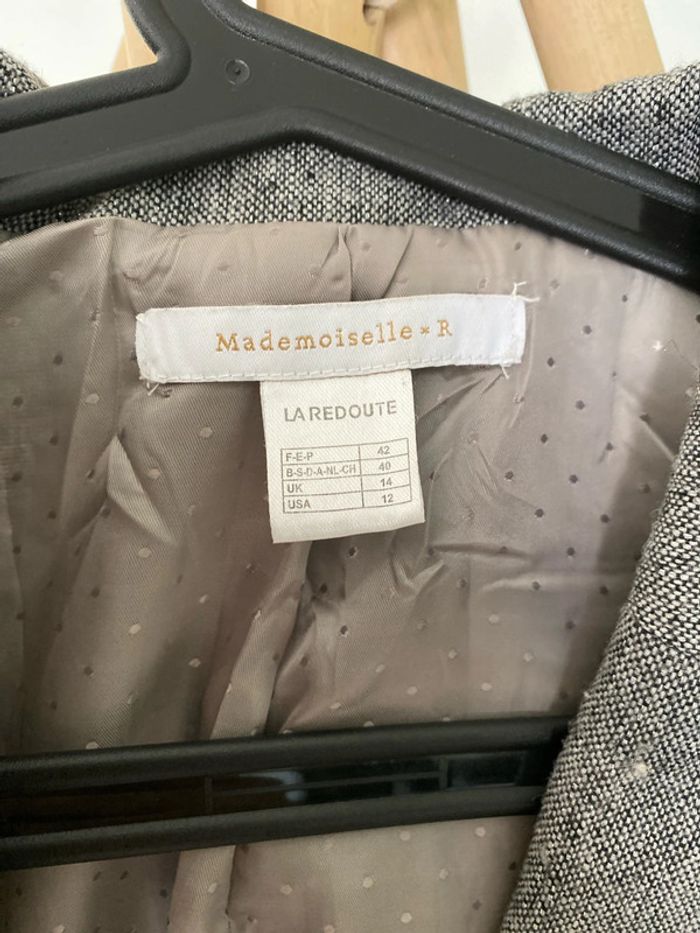 Mademoiselle * R
LA REDOUTE
F-E-P 42
B-S-D-A-NL-CH 40
UK 14
USA 12